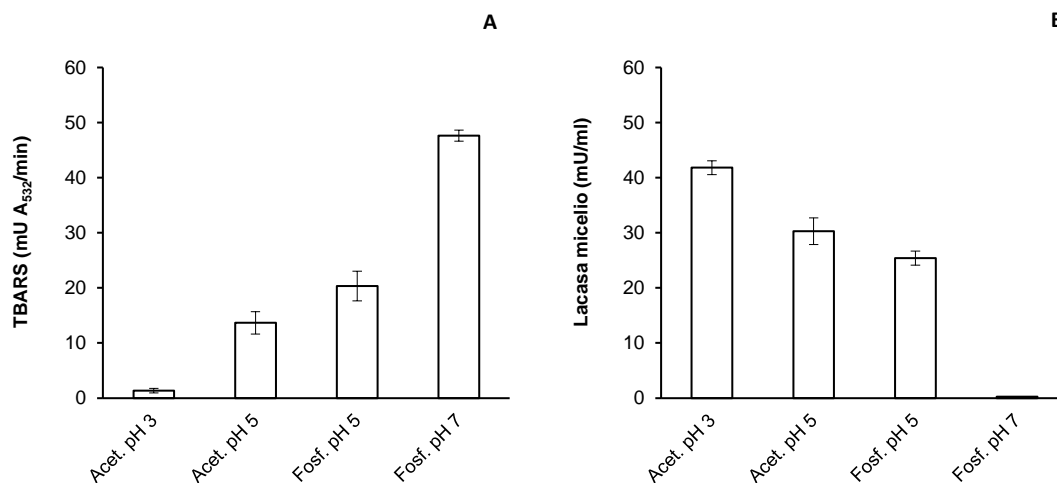 A
TBARS (mU A532/min)
60
50
40
30
20
10
0
Acet. pH 3
Acet. pH 5
Fosf. pH 5
Fosf. pH 7
Lacasa micelio (mU/ml)
60
50
40
30
20
10
0
Acet. pH 3
Acet. pH 5
Fosf. pH 5
Fosf. pH 7